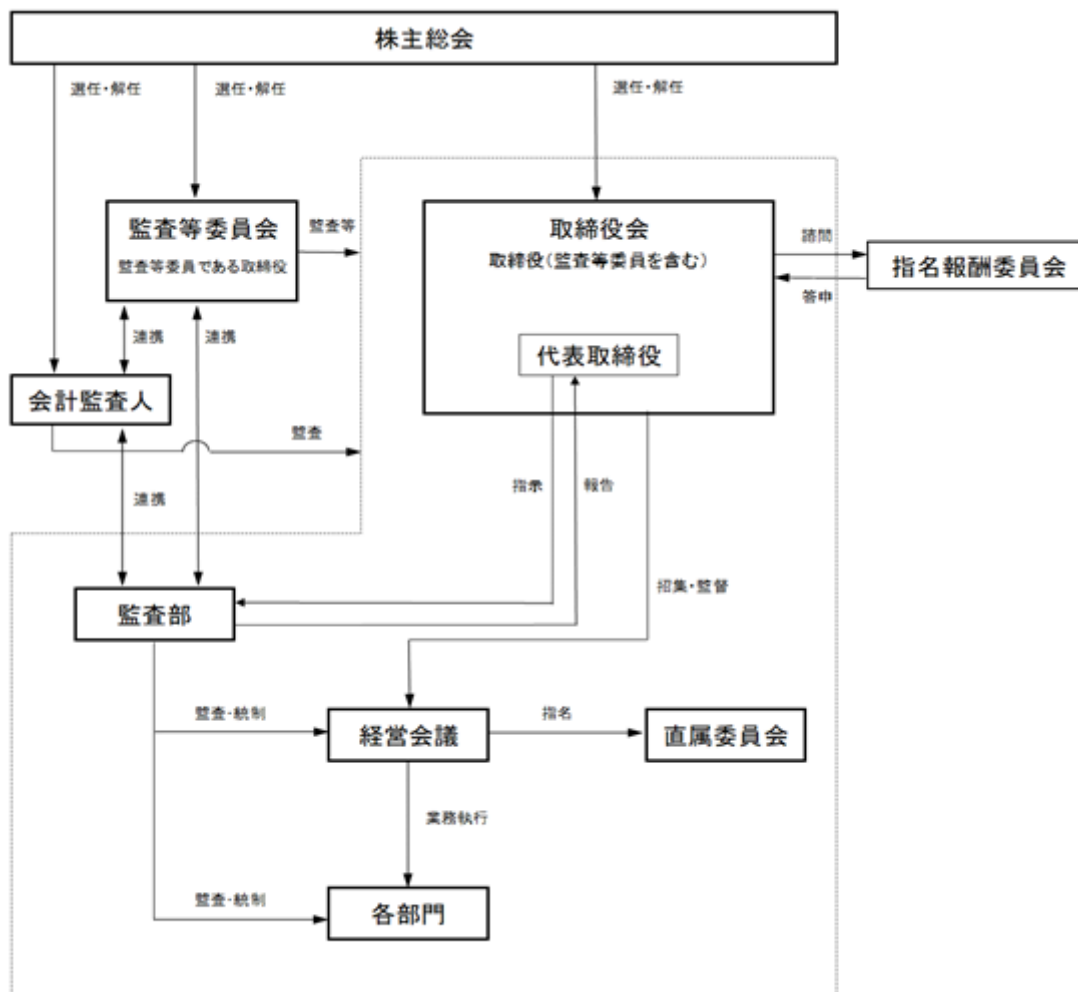 株主総会
選任・解任
選任・解任
選任・解任
監査等委員会
監査等委員である取締役
監査等
取締役会
取締役(監査等委員を含む)
諮問
指名報酬委員会
答申
連携
連携
代表取締役
会計監査人
監査
連携
指示
報告
招集・監督
監査部
監査・統制
経営会議
指名
直属委員会
業務執行
監査・統制
各部門